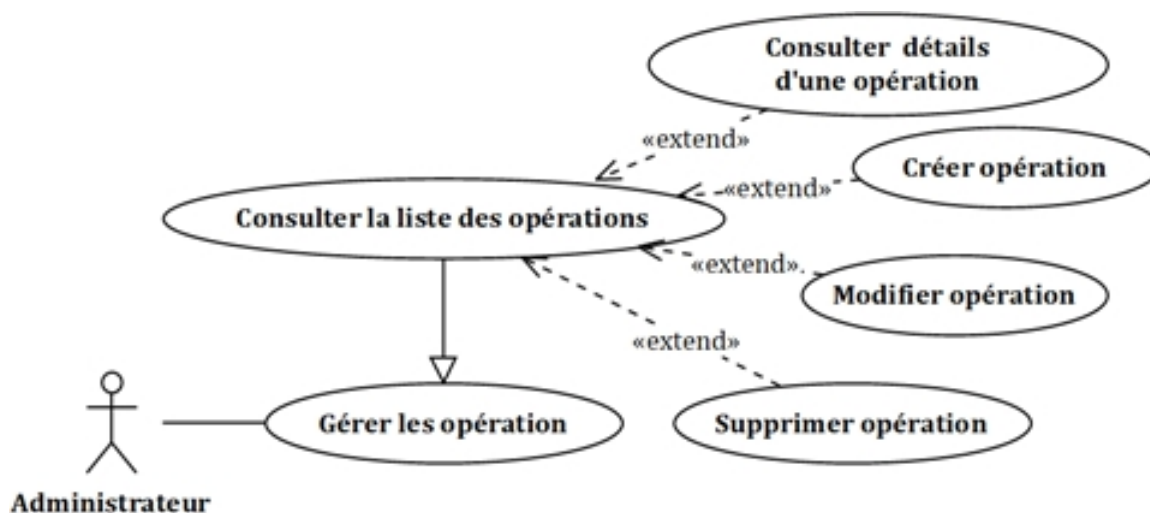 Consulter détails
d'une opération
«extend»
Créer opération
«extend»
Consulter la liste des opérations
«extend»
Modifier opération
«extend»
Gérer les opération
Supprimer opération
Administrateur